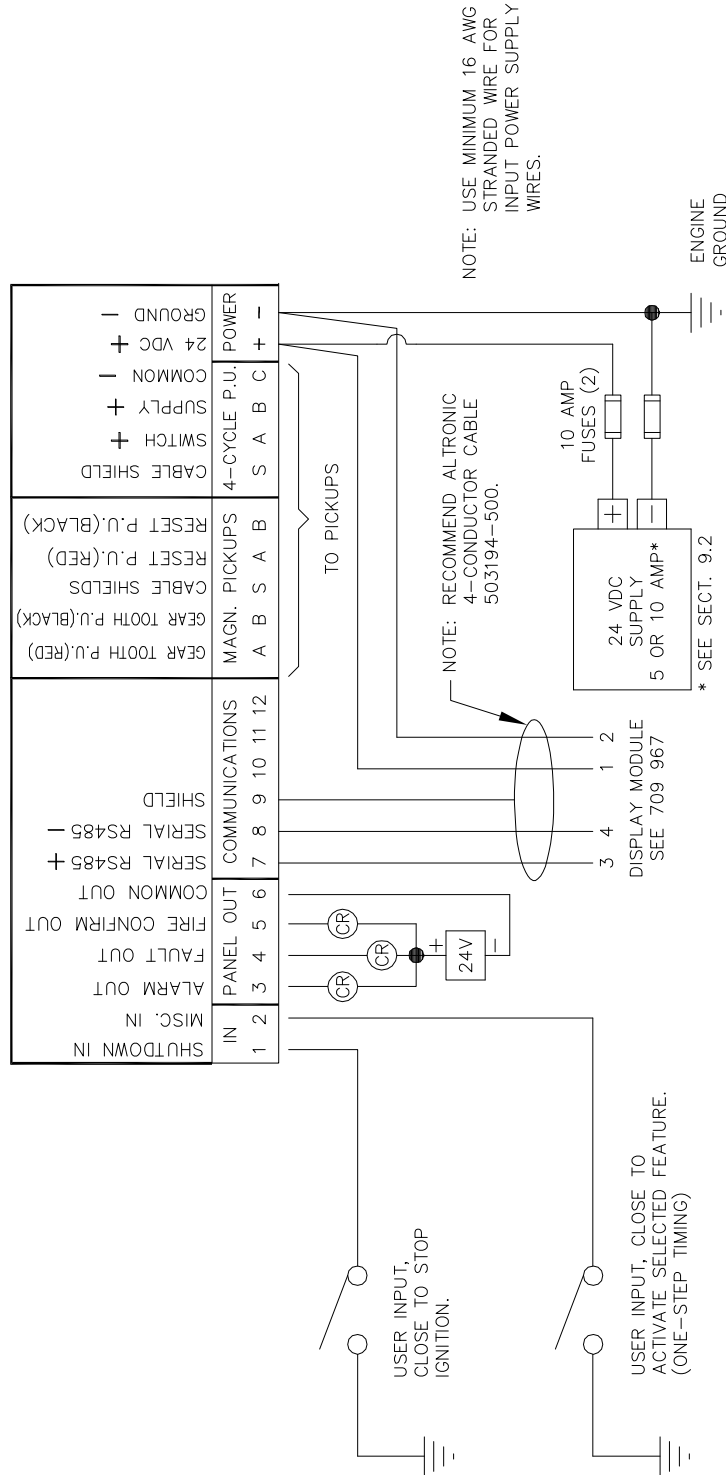 SHUTDOWN IN
MISC. IN
ALARM OUT
FAULT OUT
FIRE CONFIRM OUT
COMMON OUT
SERIAL RS485 +
SERIAL RS485 −
SHIELD
GEAR TOOTH P.U.(RED)
GEAR TOOTH P.U.(BLACK)
CABLE SHIELDS
RESET P.U.(RED)
RESET P.U.(BLACK)
CABLE SHIELD
SWITCH +
SUPPLY +
COMMON −
24 VDC +
GROUND −
IN
PANEL OUT
COMMUNICATIONS
MAGN. PICKUPS
4−CYCLE P.U.
POWER
1 2
3 4 5 6
7 8 9 10 11 12
A B S A B
S A B C
+ −
TO PICKUPS
CR
CR
CR
+
24V
−
USER INPUT,
CLOSE TO STOP
IGNITION.
USER INPUT, CLOSE TO
ACTIVATE SELECTED FEATURE.
(ONE−STEP TIMING)
NOTE: RECOMMEND ALTRONIC
4−CONDUCTOR CABLE
503194−500.
3 4 1 2
DISPLAY MODULE
SEE 709 967
10 AMP
FUSES (2)
+
−
24 VDC
SUPPLY
5 OR 10 AMP*
* SEE SECT. 9.2
NOTE: USE MINIMUM 16 AWG
STRANDED WIRE FOR
INPUT POWER SUPPLY
WIRES.
ENGINE
GROUND